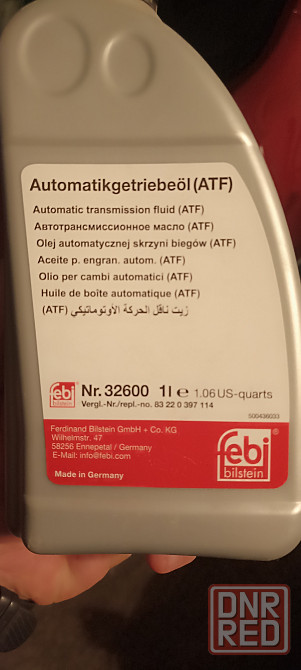 Automatikgetriebeöl (ATF)
Automatic transmission fluid (ATF)
Автотрансмиссионное масло (ATF)
Olej automatycznej skrzyni biegów (ATF)
Aceite p. engran. autom. (ATF)
Olio per cambi automatici (ATF)
Huile de boîte automatique (ATF)
زيت ناقل الحركة الأوتوماتيكي (ATF)
febi Nr. 32600 1l e 1.06 US-quarts
Vergl.-Nr./repl.-no. 83 22 0 397 114
500436033
Ferdinand Bilstein GmbH + Co. KG
Wilhelmstr. 47
58256 Ennepetal / Germany
E-Mail: info@febi.com
Made in Germany
febi
bilstein
DNR
RED